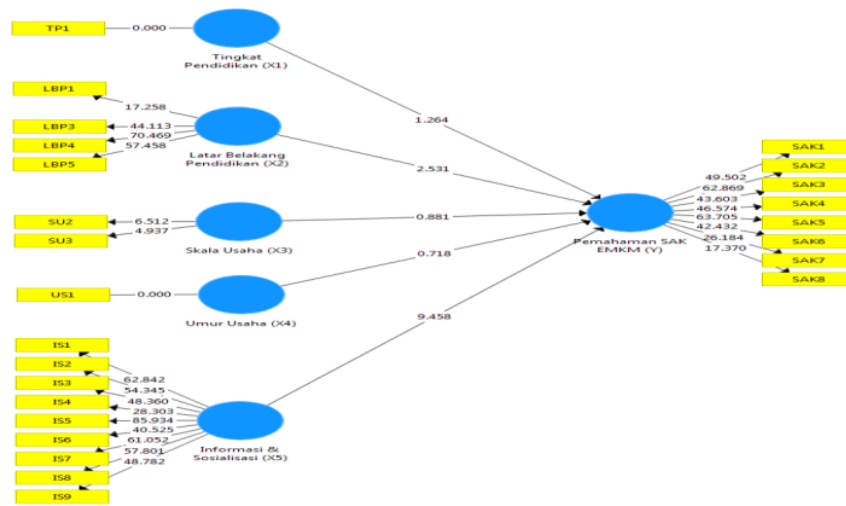 TP1
0.000
Tingkat
Pendidikan (X1)
LBP1
LBP3
LBP4
LBP5
17.258
44.113
70.469
57.458
Latar Belakang
Pendidikan (X2)
SU2
SU3
6.512
4.937
Skala Usaha (X3)
US1
0.000
Umur Usaha (X4)
IS1
IS2
IS3
IS4
IS5
IS6
IS7
IS8
IS9
62.842
54.345
48.360
28.303
85.934
40.525
61.052
57.801
48.782
Informasi &
Sosialisasi (X5)
1.264
2.531
0.881
0.718
9.458
Pemahaman SAK
EMKM (Y)
49.502
62.869
43.603
46.574
63.705
42.432
26.184
17.370
SAK1
SAK2
SAK3
SAK4
SAK5
SAK6
SAK7
SAK8